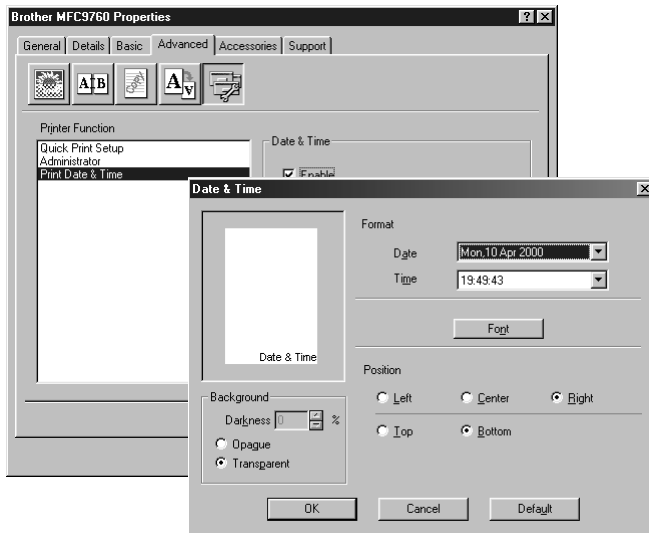 Brother MFC9760 Properties
General Details Basic Advanced Accessories Support
A B Copy A A
Printer Function
Quick Print Setup
Administrator
Print Date & Time
Date & Time
Enable
Date & Time
Date & Time
Background
Darkness 0 %
Opaque
Transparent
Format
Date Mon,10 Apr 2000
Time 19:49:43
Font
Position
Left Center Right
Top Bottom
OK Cancel Default